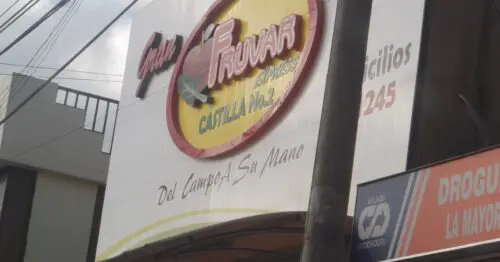 Gran
FRUVAR
EXPRESS
CASTILLA No.2
Del Campo A Su Mano
icilios
245
DROGU
LA MAYOR